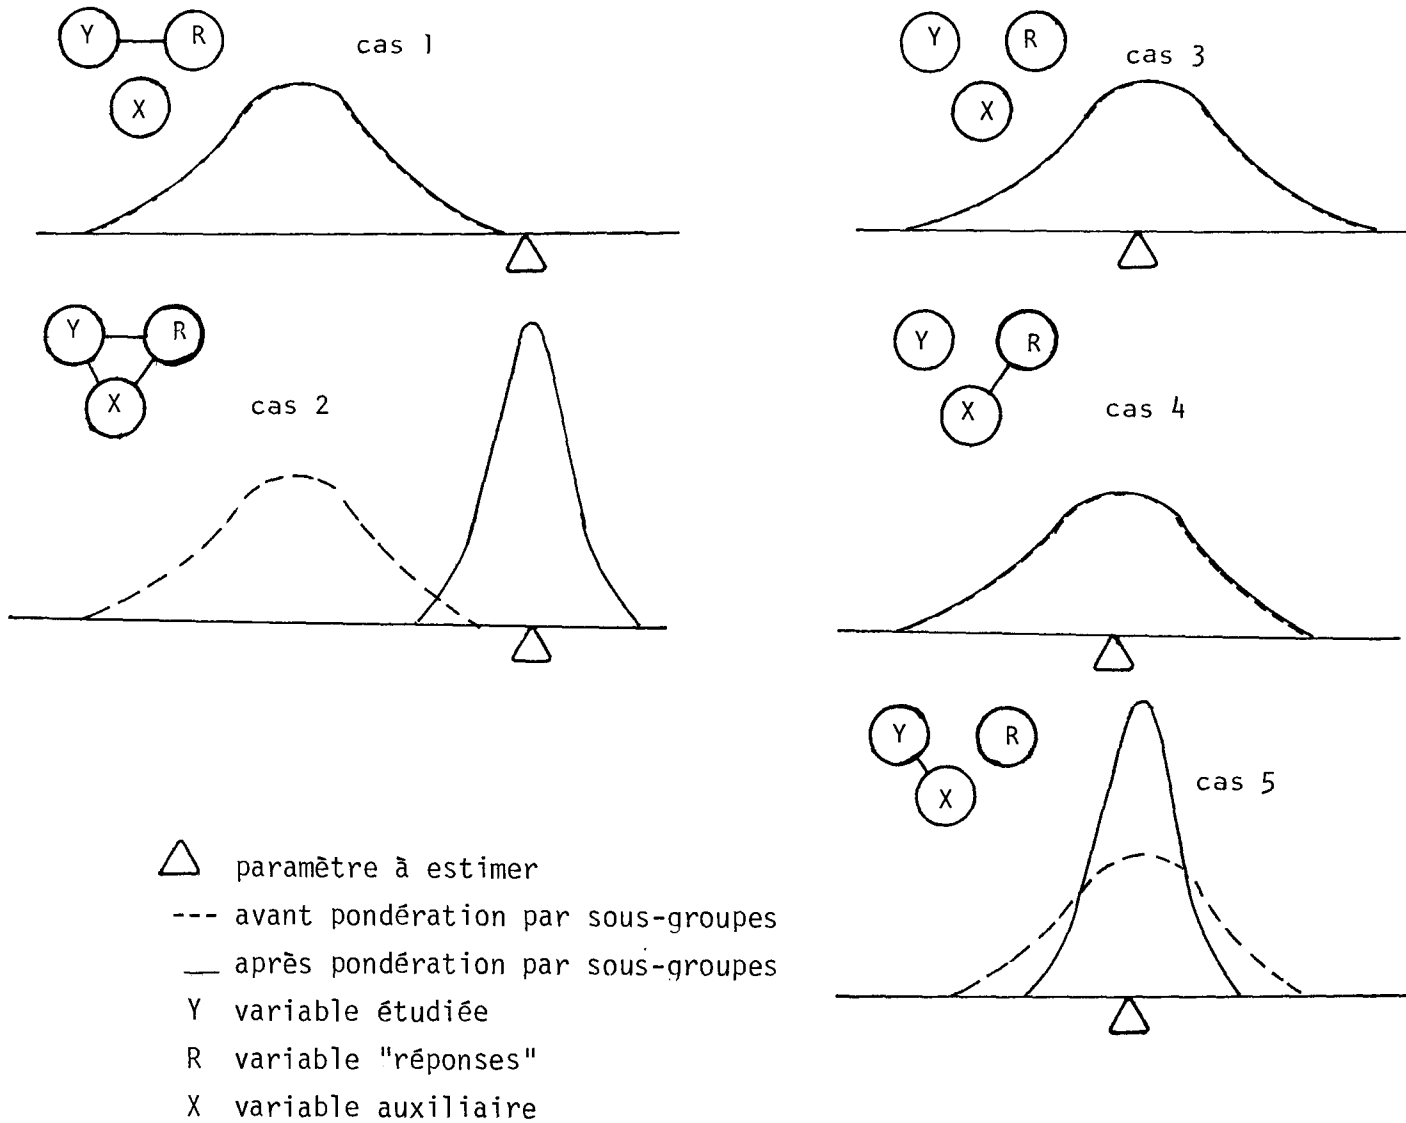 Y R
cas 1
X
Y R
cas 3
X
Y R
X
cas 2
Y
R
X
cas 4
Y R
X
cas 5
paramètre à estimer
--- avant pondération par sous-groupes
__ après pondération par sous-groupes
Y variable étudiée
R variable "réponses"
X variable auxiliaire